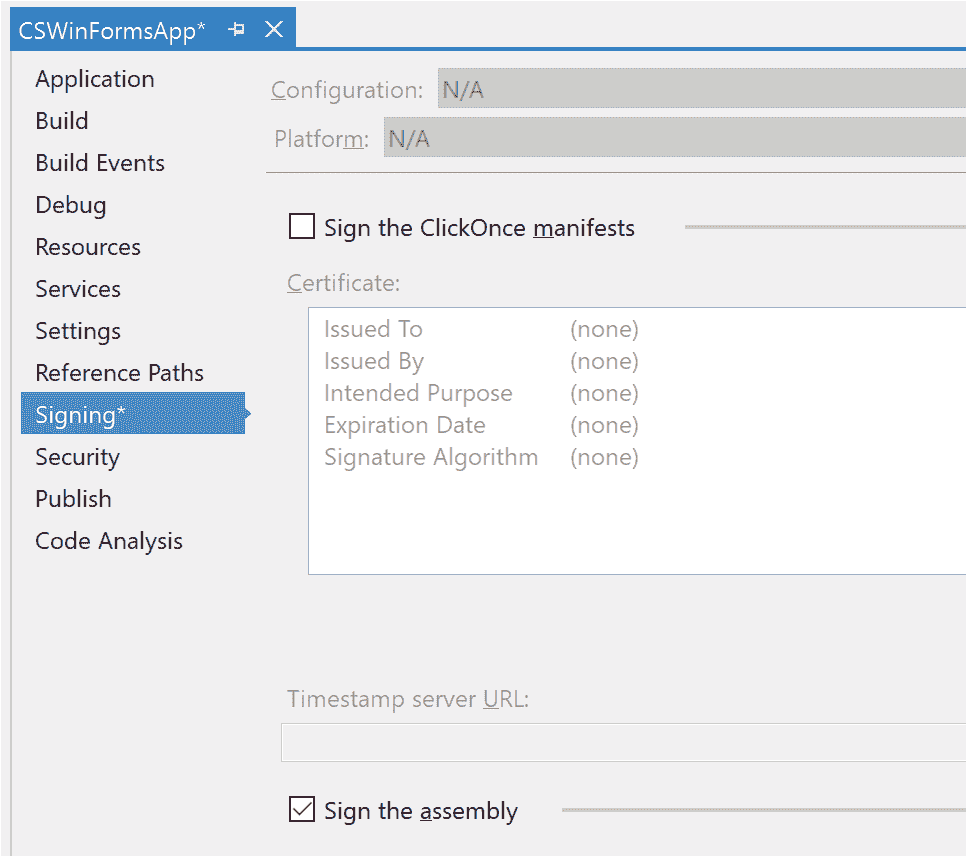 CSWinFormsApp*
Application
Build
Build Events
Debug
Resources
Services
Settings
Reference Paths
Signing*
Security
Publish
Code Analysis
Configuration: N/A
Platform: N/A
Sign the ClickOnce manifests
Certificate:
Issued To (none)
Issued By (none)
Intended Purpose (none)
Expiration Date (none)
Signature Algorithm (none)
Timestamp server URL:
Sign the assembly